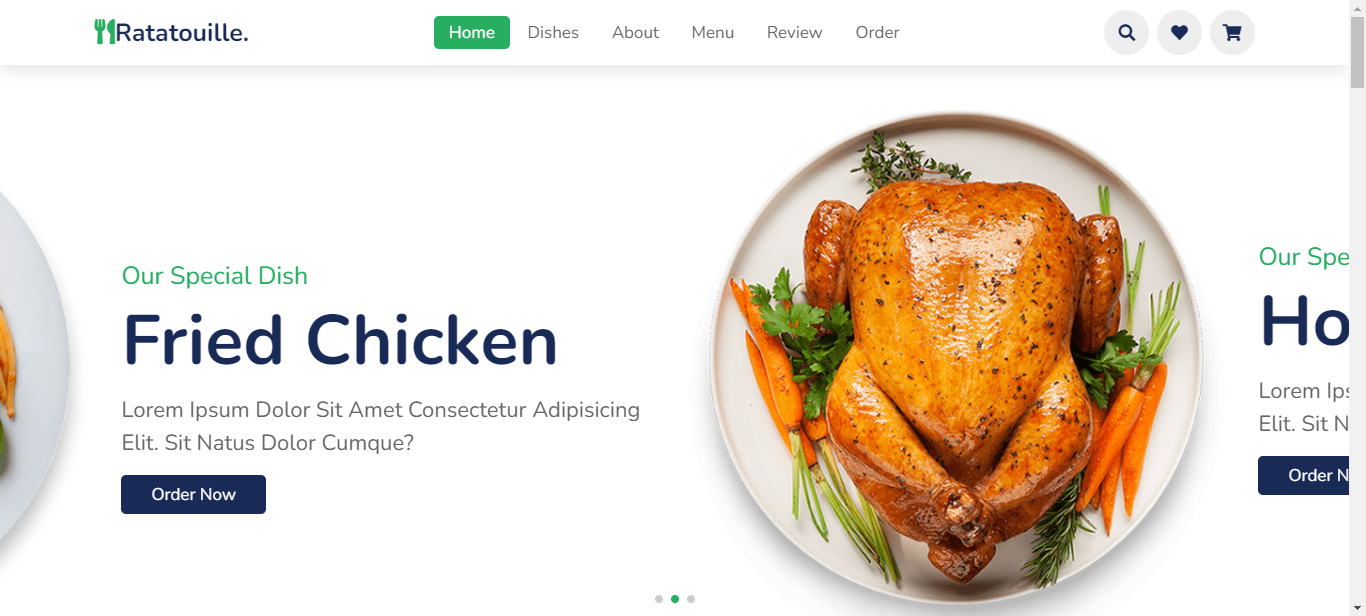 Ratatouille.
Home
Dishes
About
Menu
Review
Order
Our Special Dish
Fried Chicken
Lorem Ipsum Dolor Sit Amet Consectetur Adipisicing
Elit. Sit Natus Dolor Cumque?
Order Now
Our Spe
Ho
Lorem Ips
Elit. Sit N
Order N